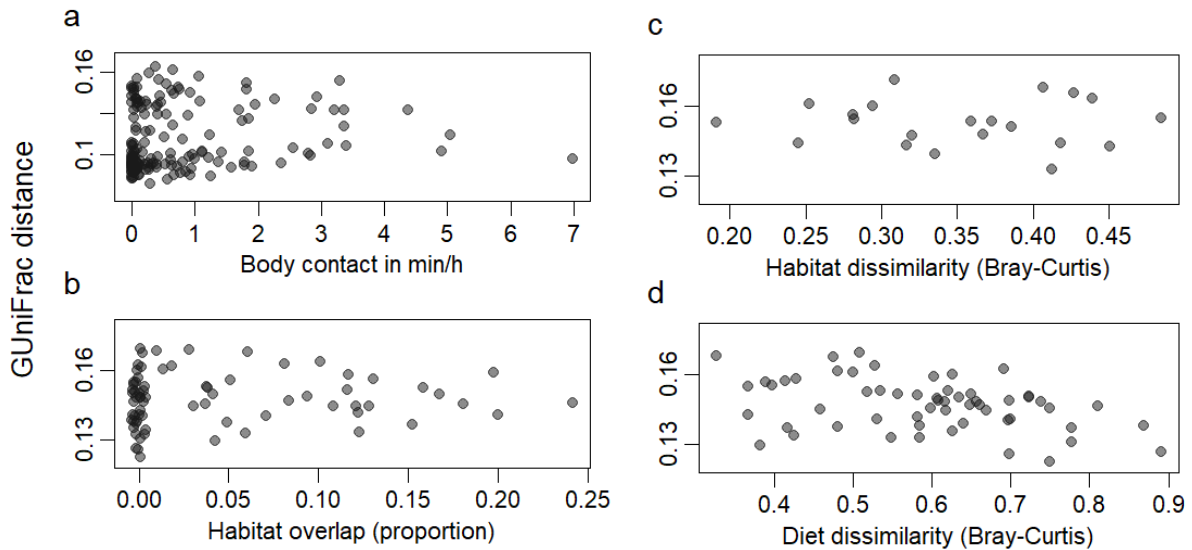 a
0.16
0.1
0 1 2 3 4 5 6 7
Body contact in min/h
b
0.16
0.13
0.00 0.05 0.10 0.15 0.20 0.25
Habitat overlap (proportion)
GUniFrac distance
c
0.16
0.13
0.20 0.25 0.30 0.35 0.40 0.45
Habitat dissimilarity (Bray-Curtis)
d
0.16
0.13
0.4 0.5 0.6 0.7 0.8 0.9
Diet dissimilarity (Bray-Curtis)